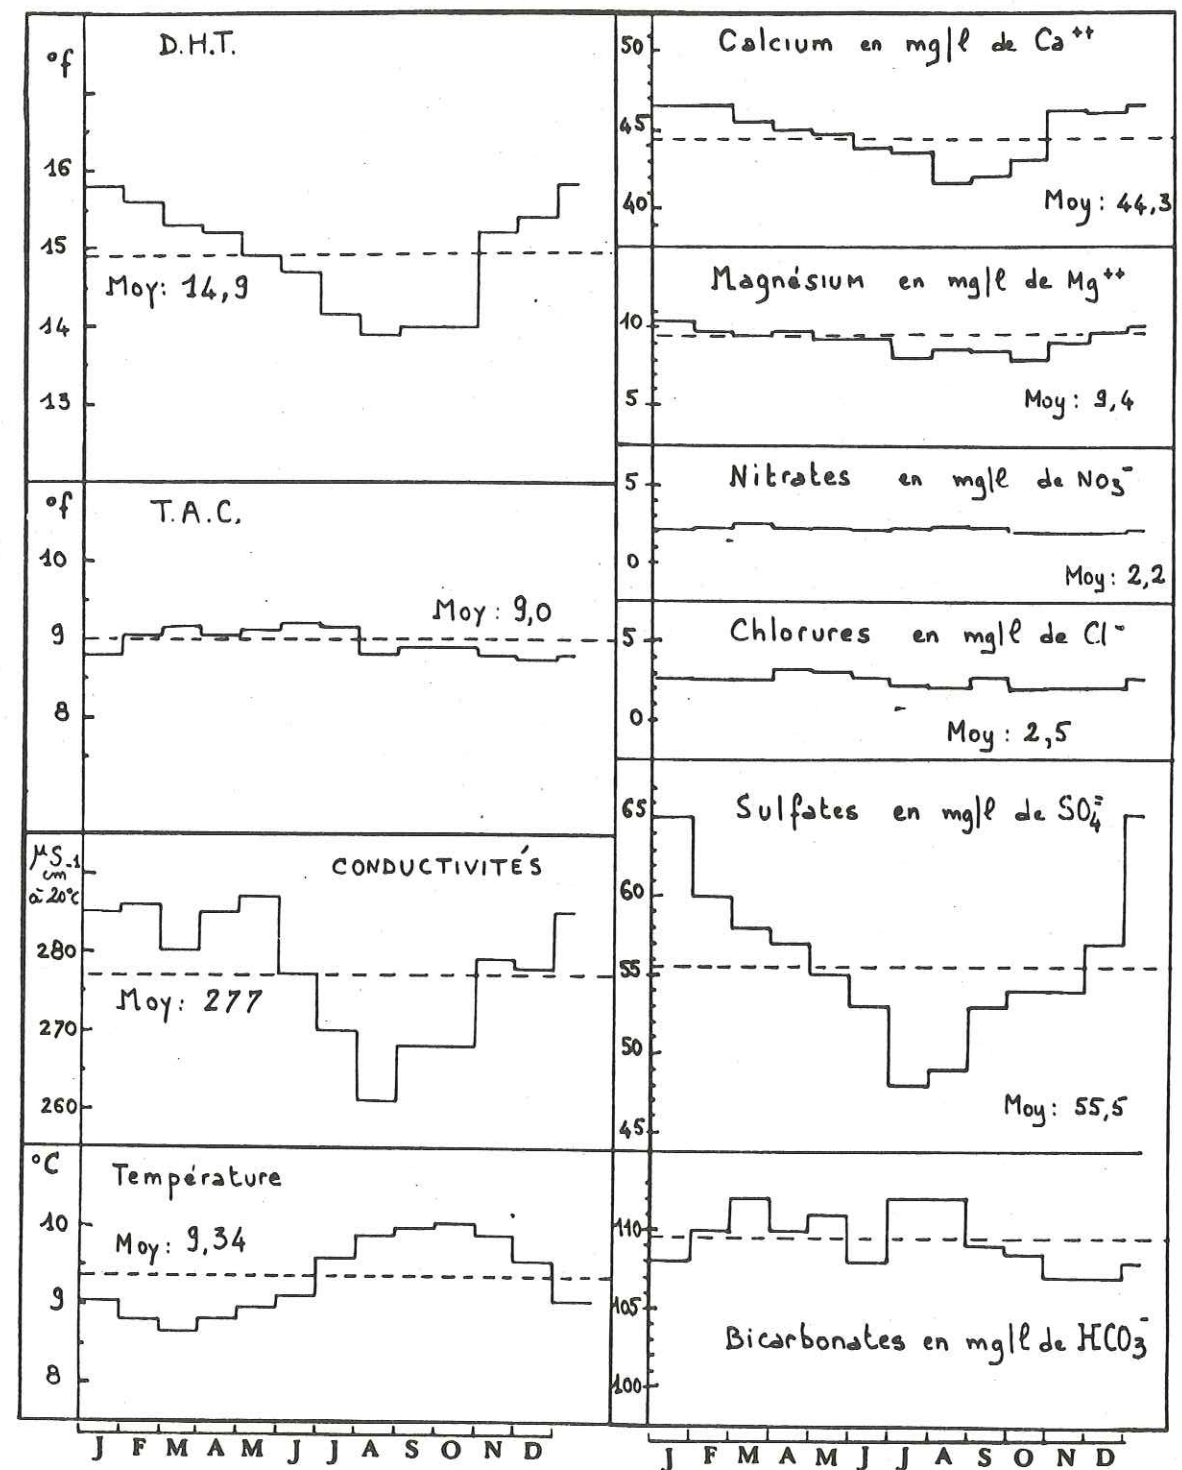 °f
D.H.T.
16
15
Moy: 14,9
14
13
°f
T.A.C.
10
Moy: 9,0
9
8
µS
cm-1
à 20°c
CONDUCTIVITÉS
280
Moy: 277
270
260
°C
Température
10
Moy: 9,34
9
8
J F M A M J J A S O N D
50
Calcium en mg/l de Ca++
45
40
Moy: 44,3
Magnésium en mg/l de Mg++
10
5
Moy: 9,4
5
Nitrates en mg/l de NO3-
0
Moy: 2,2
5
Chlorures en mg/l de Cl-
0
Moy: 2,5
65
Sulfates en mg/l de SO4=
60
55
50
Moy: 55,5
45
110
105
Bicarbonates en mg/l de HCO3-
100
J F M A M J J A S O N D